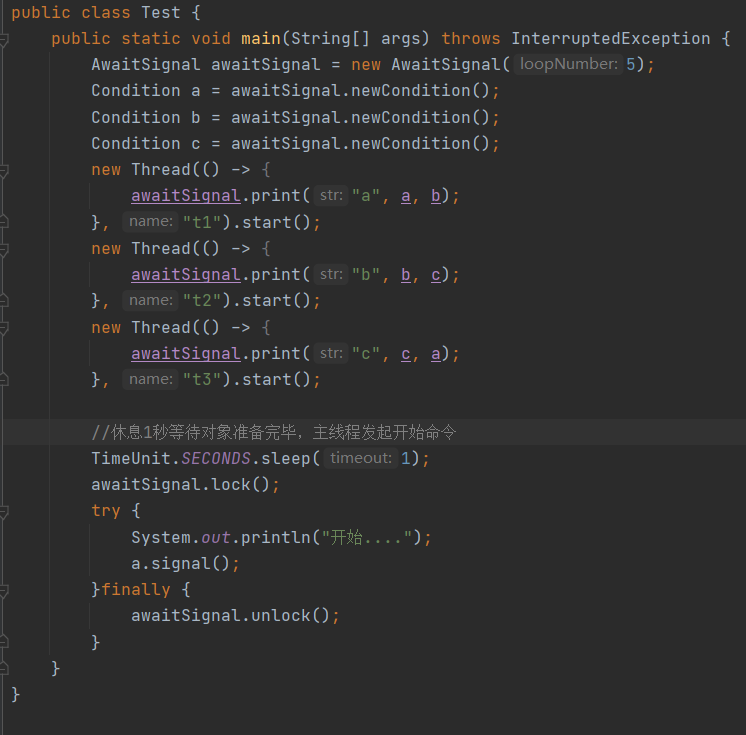 public class Test {
public static void main(String[] args) throws InterruptedException {
AwaitSignal awaitSignal = new AwaitSignal( loopNumber: 5);
Condition a = awaitSignal.newCondition();
Condition b = awaitSignal.newCondition();
Condition c = awaitSignal.newCondition();
new Thread(() -> {
awaitSignal.print( str: "a", a, b);
}, name: "t1").start();
new Thread(() -> {
awaitSignal.print( str: "b", b, c);
}, name: "t2").start();
new Thread(() -> {
awaitSignal.print( str: "c", c, a);
}, name: "t3").start();
//休息1秒等待对象准备完毕，主线程发起开始命令
TimeUnit.SECONDS.sleep( timeout: 1);
awaitSignal.lock();
try {
System.out.println("开始....");
a.signal();
}finally {
awaitSignal.unlock();
}
}
}